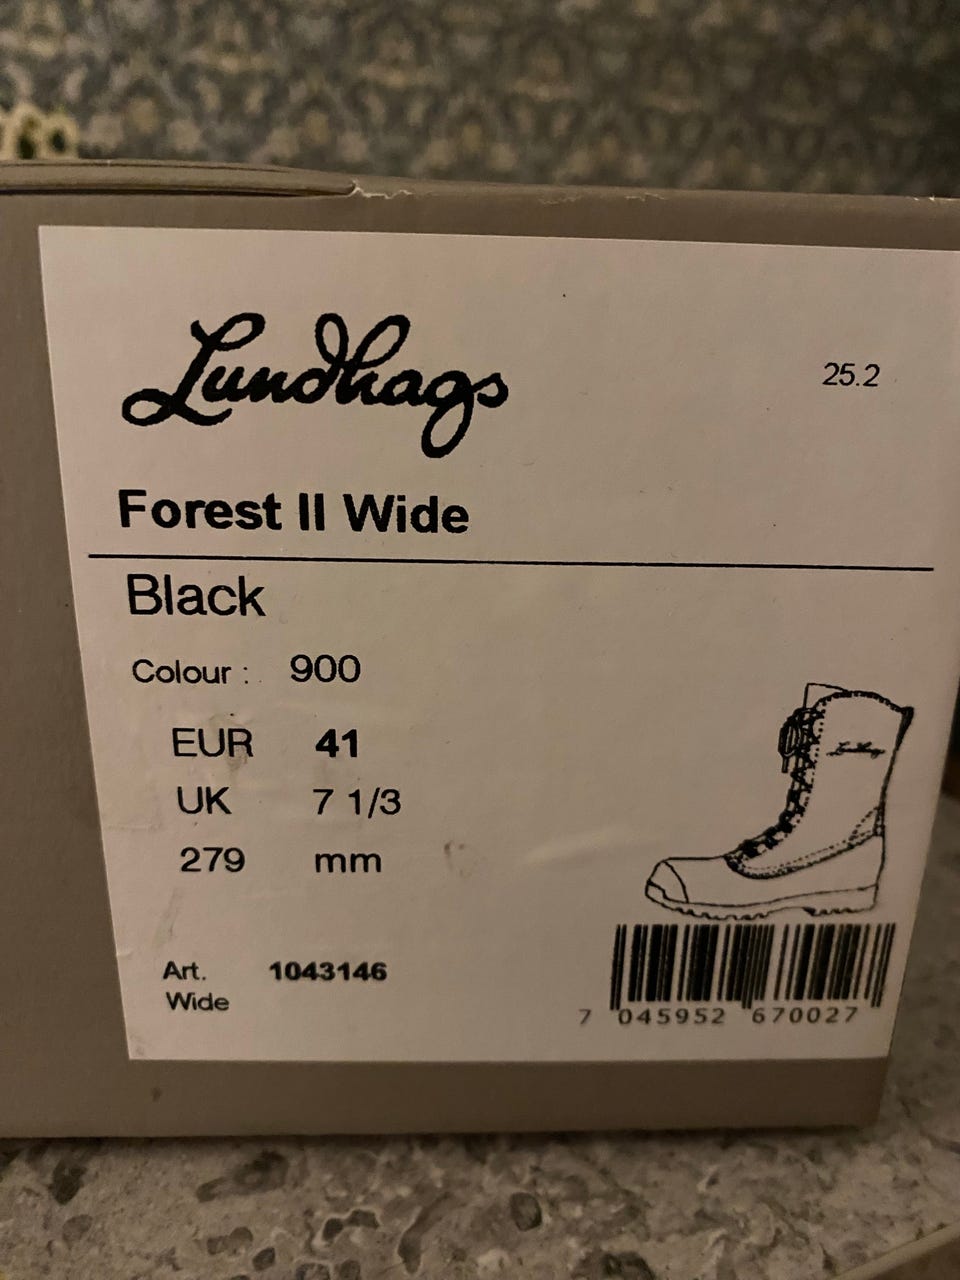 Lundhags
25.2
Forest II Wide
Black
Colour : 900
EUR 41
UK 7 1/3
279 mm
Lundhags
Art. 1043146
Wide
7 045952 670027